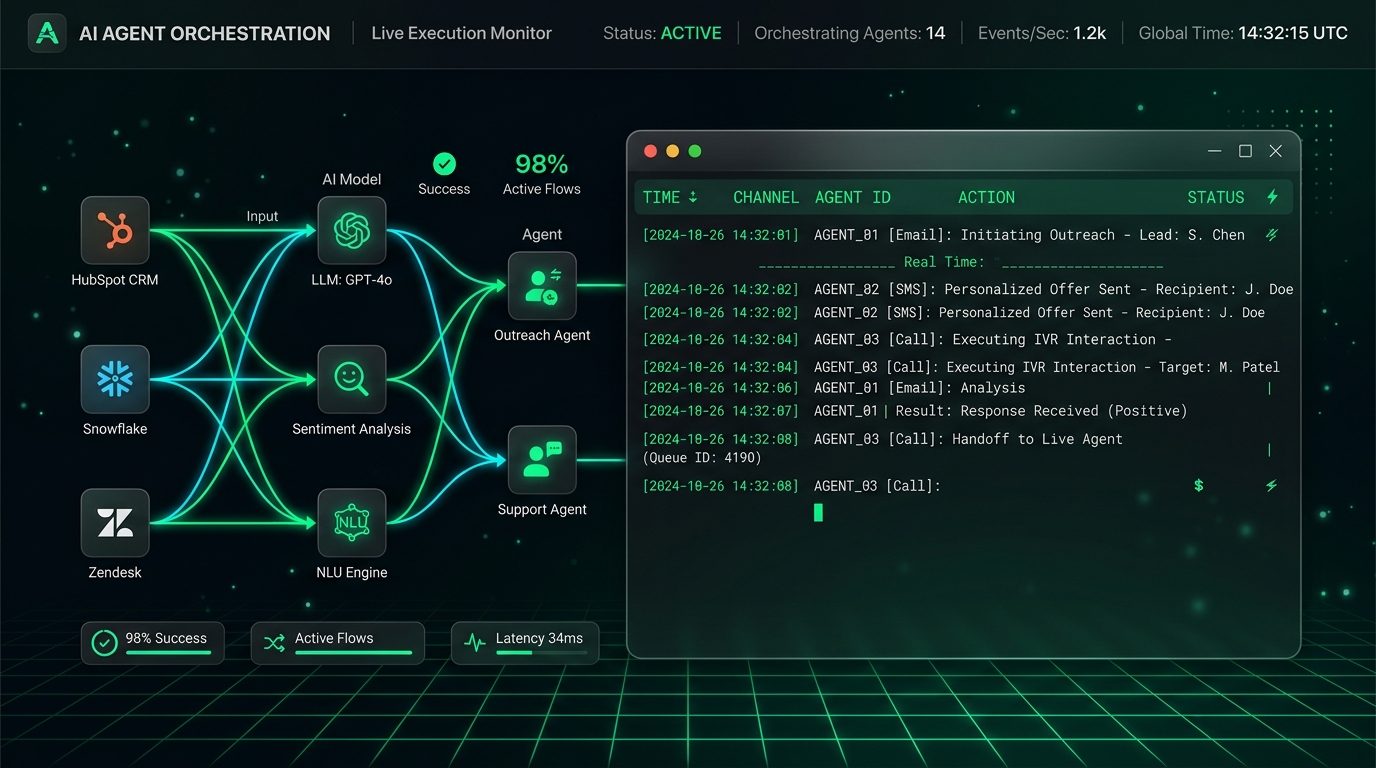 AI AGENT ORCHESTRATION
Live Execution Monitor
Status: ACTIVE
Orchestrating Agents: 14
Events/Sec: 1.2k
Global Time: 14:32:15 UTC
AI Model
Success
98%
Active Flows
Input
HubSpot CRM
LLM: GPT-4o
Agent
Outreach Agent
Snowflake
Sentiment Analysis
Support Agent
Zendesk
NLU
NLU Engine
98% Success
Active Flows
Latency 34ms
TIME CHANNEL AGENT ID ACTION STATUS
[2024-10-26 14:32:01] AGENT_01 [Email]: Initiating Outreach - Lead: S. Chen
_________________ Real Time: ____________________
[2024-10-26 14:32:02] AGENT_02 [SMS]: Personalized Offer Sent - Recipient: J. Doe
[2024-10-26 14:32:02] AGENT_02 [SMS]: Personalized Offer Sent - Recipient: J. Doe
[2024-10-26 14:32:04] AGENT_03 [Call]: Executing IVR Interaction -
[2024-10-26 14:32:04] AGENT_03 [Call]: Executing IVR Interaction - Target: M. Patel
[2024-10-26 14:32:06] AGENT_01 [Email]: Analysis |
[2024-10-26 14:32:07] AGENT_01 | Result: Response Received (Positive)
[2024-10-26 14:32:08] AGENT_03 [Call]: Handoff to Live Agent
(Queue ID: 4190) |
[2024-10-26 14:32:08] AGENT_03 [Call]: $